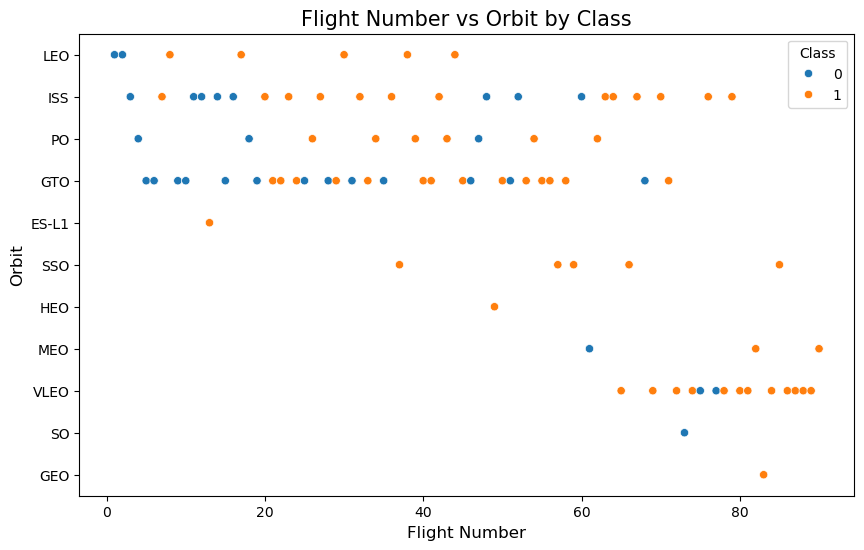 Flight Number vs Orbit by Class
Class
0
1
LEO
ISS
PO
GTO
ES-L1
SSO
HEO
MEO
VLEO
SO
GEO
Orbit
0 20 40 60 80
Flight Number